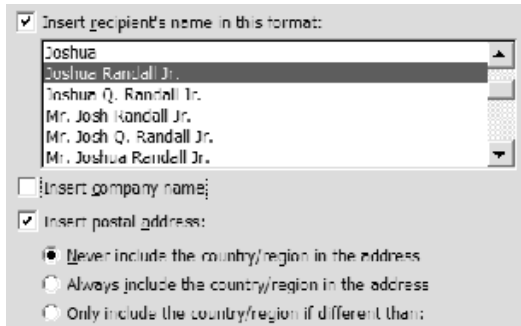 Insert recipient's name in this format:
Joshua
Joshua Randall Jr.
Joshua Q. Randall Jr.
Mr. Josh Randall Jr.
Mr. Josh Q. Randall Jr.
Mr. Joshua Randall Jr.
Insert company name
Insert postal address:
Never include the country/region in the address
Always include the country/region in the address
Only include the country/region if different than: